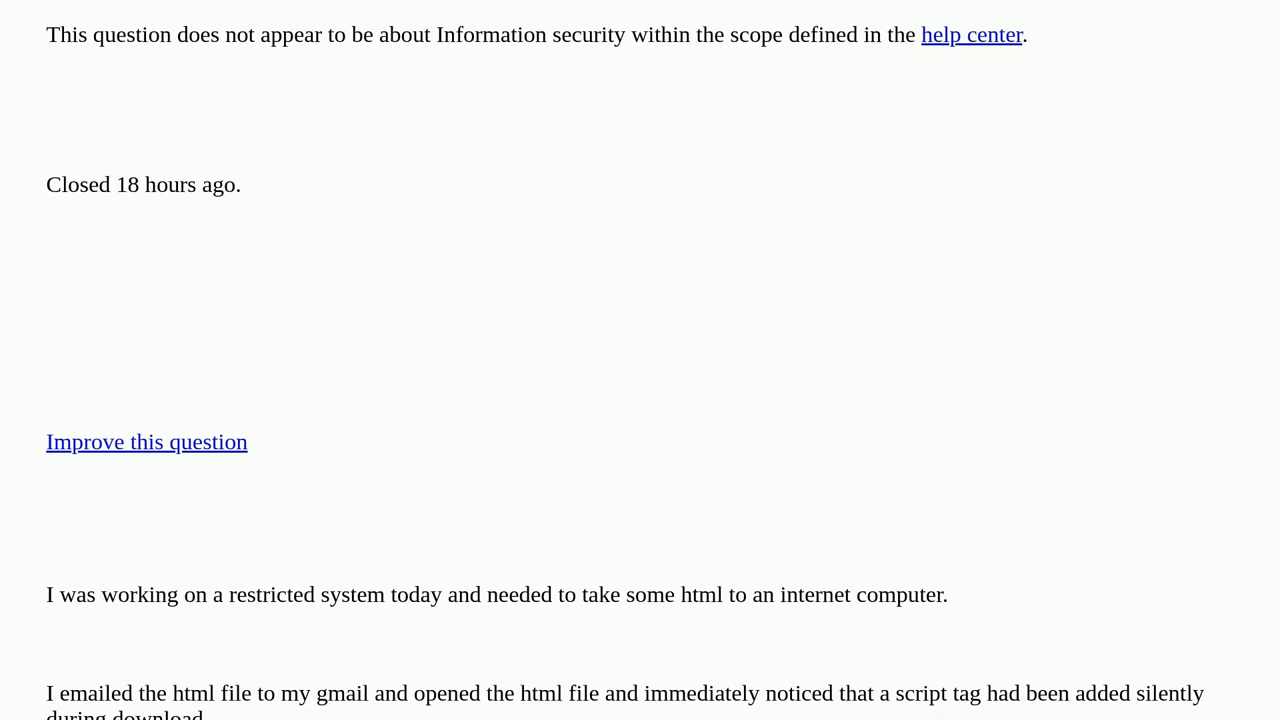 This question does not appear to be about Information security within the scope defined in the help center.
Closed 18 hours ago.
Improve this question
I was working on a restricted system today and needed to take some html to an internet computer.
I emailed the html file to my gmail and opened the html file and immediately noticed that a script tag had been added silently
during download.